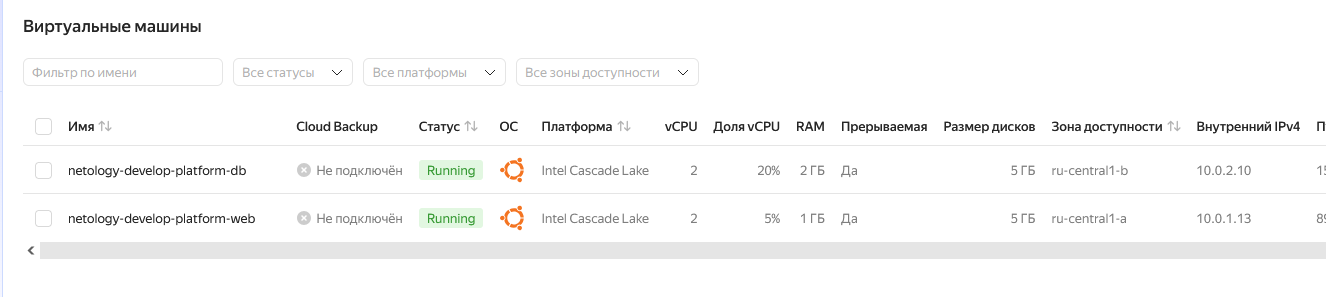 Виртуальные машины
Фильтр по имени Все статусы Все платформы Все зоны доступности
Имя Cloud Backup Статус ОС Платформа vCPU Доля vCPU RAM Прерываемая Размер дисков Зона доступности Внутренний IPv4
netology-develop-platform-db Не подключён Running Intel Cascade Lake 2 20% 2 ГБ Да 5 ГБ ru-central1-b 10.0.2.10
netology-develop-platform-web Не подключён Running Intel Cascade Lake 2 5% 1 ГБ Да 5 ГБ ru-central1-a 10.0.1.13